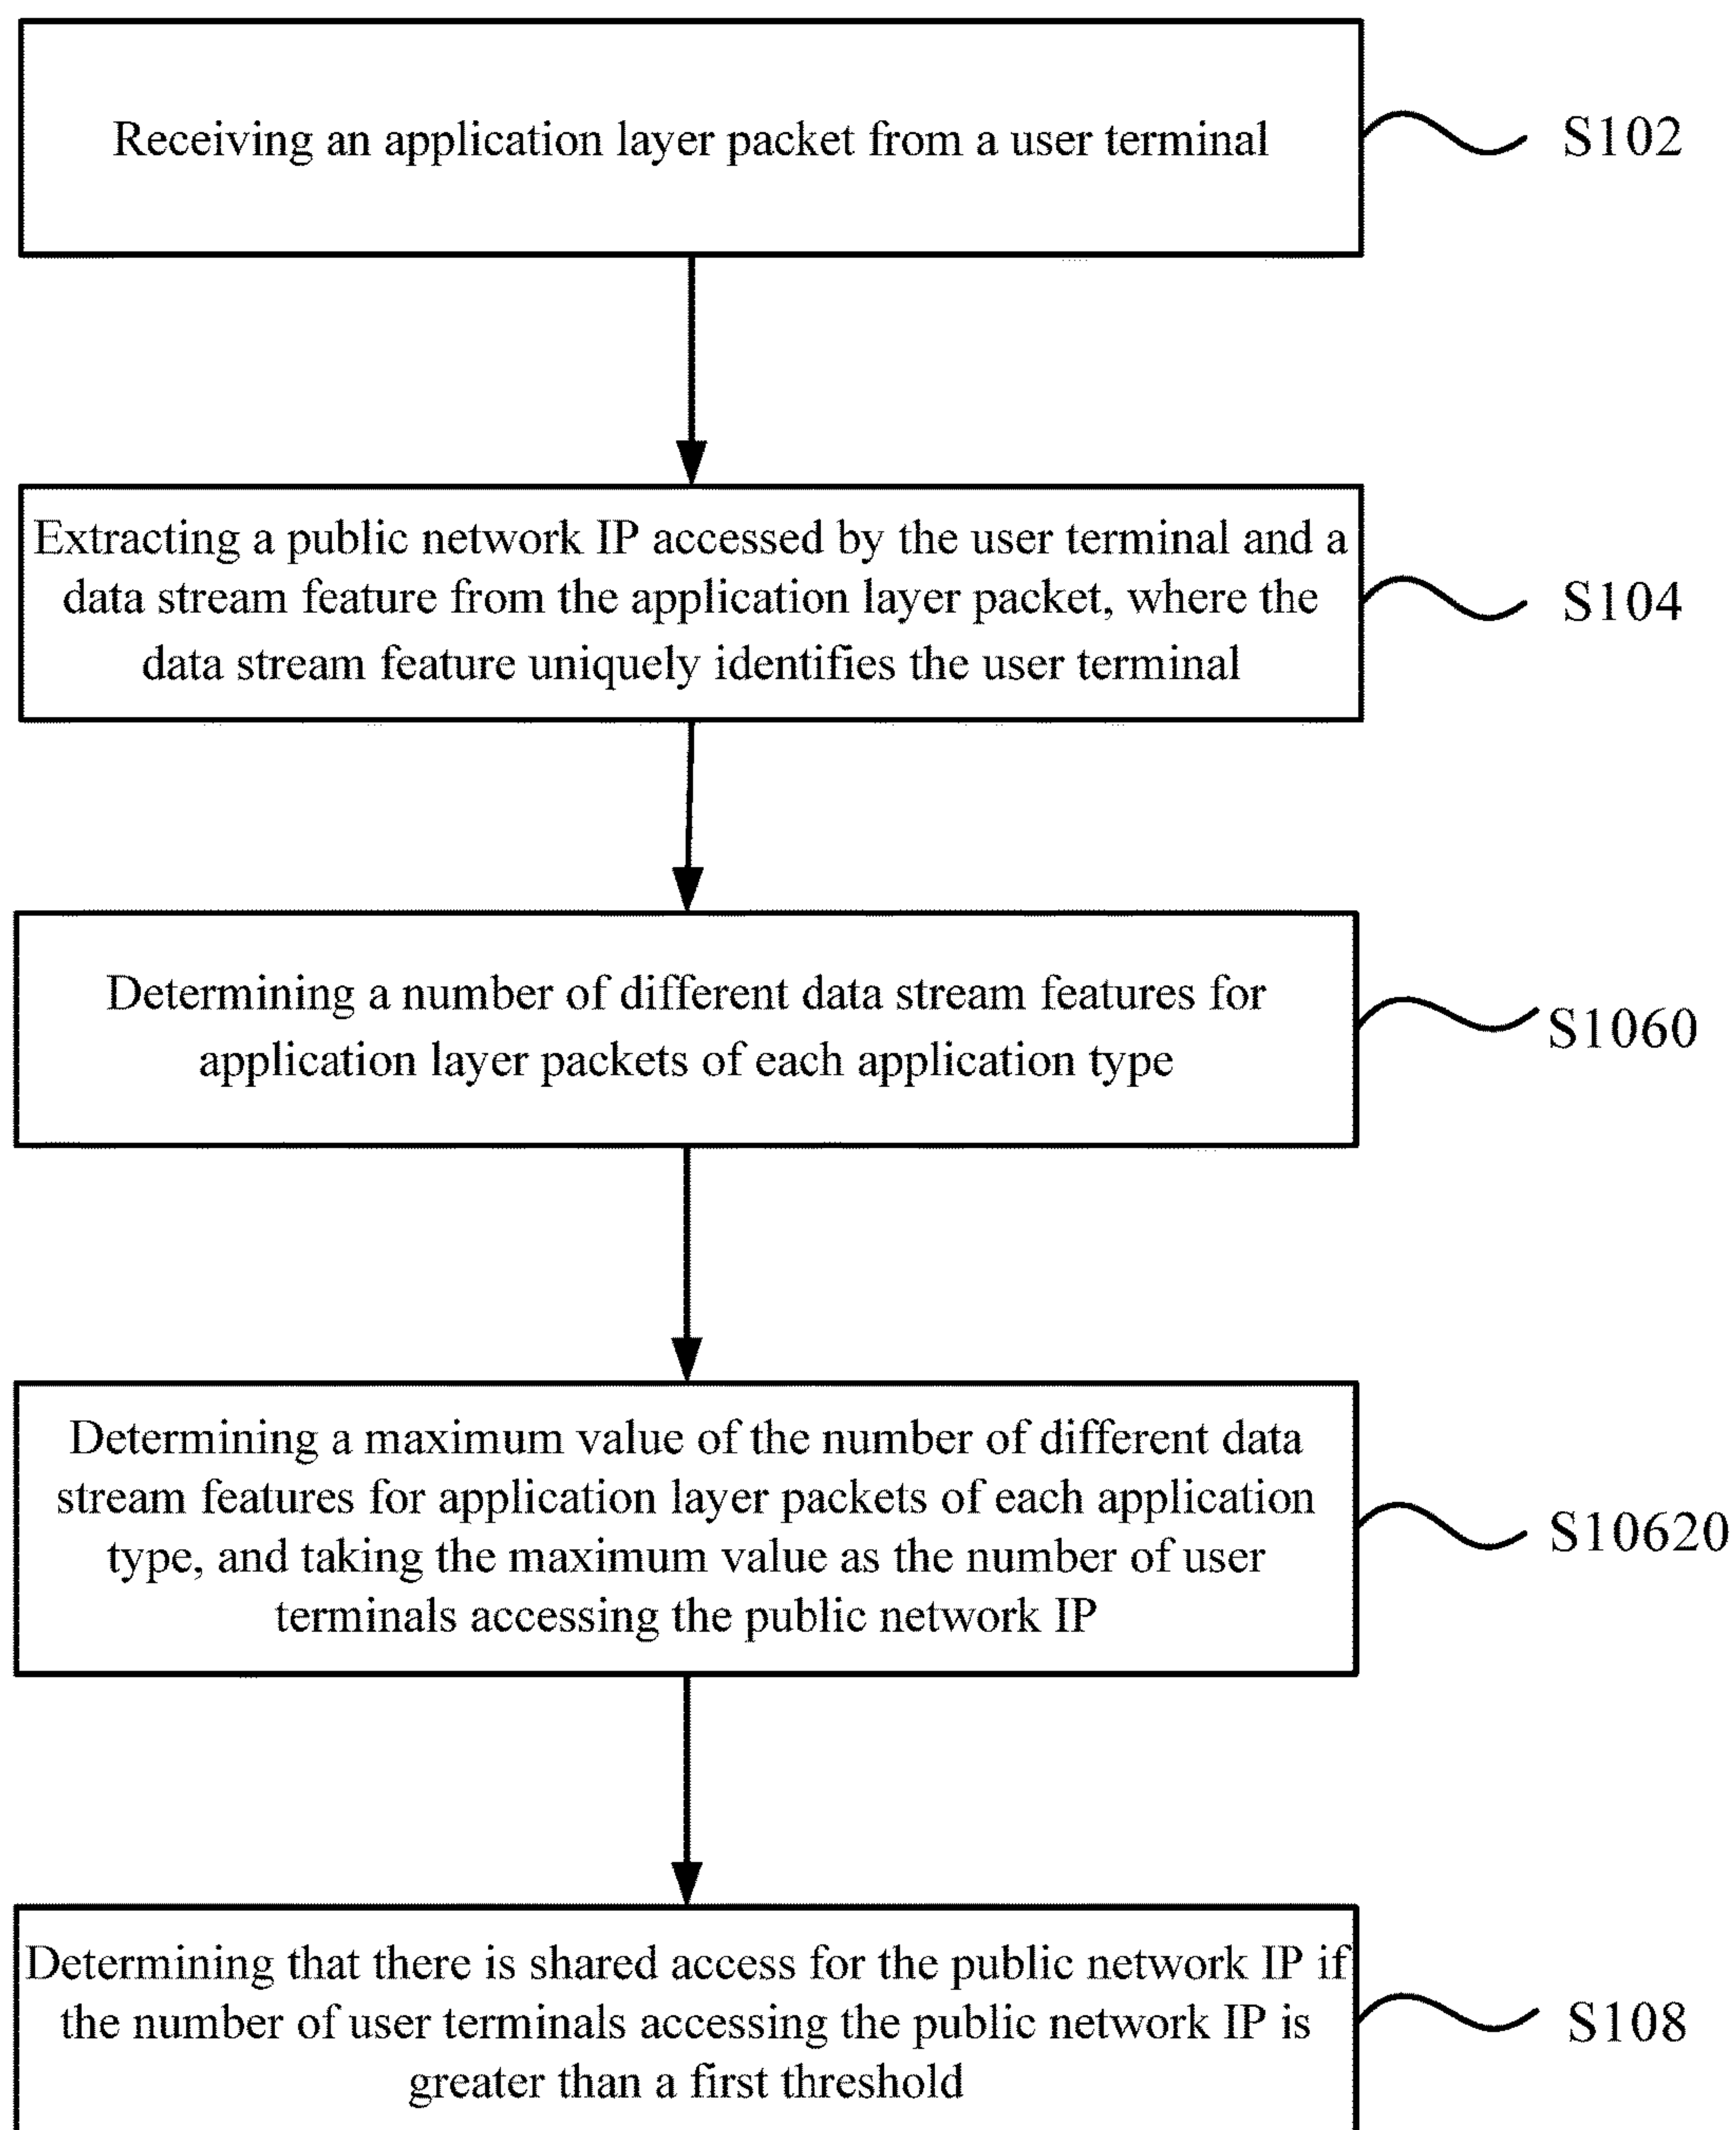 Receiving an application layer packet from a user terminal
S102
Extracting a public network IP accessed by the user terminal and a
data stream feature from the application layer packet, where the
data stream feature uniquely identifies the user terminal
S104
Determining a number of different data stream features for
application layer packets of each application type
S1060
Determining a maximum value of the number of different data
stream features for application layer packets of each application
type, and taking the maximum value as the number of user
terminals accessing the public network IP
S10620
Determining that there is shared access for the public network IP if
the number of user terminals accessing the public network IP is
greater than a first threshold
S108